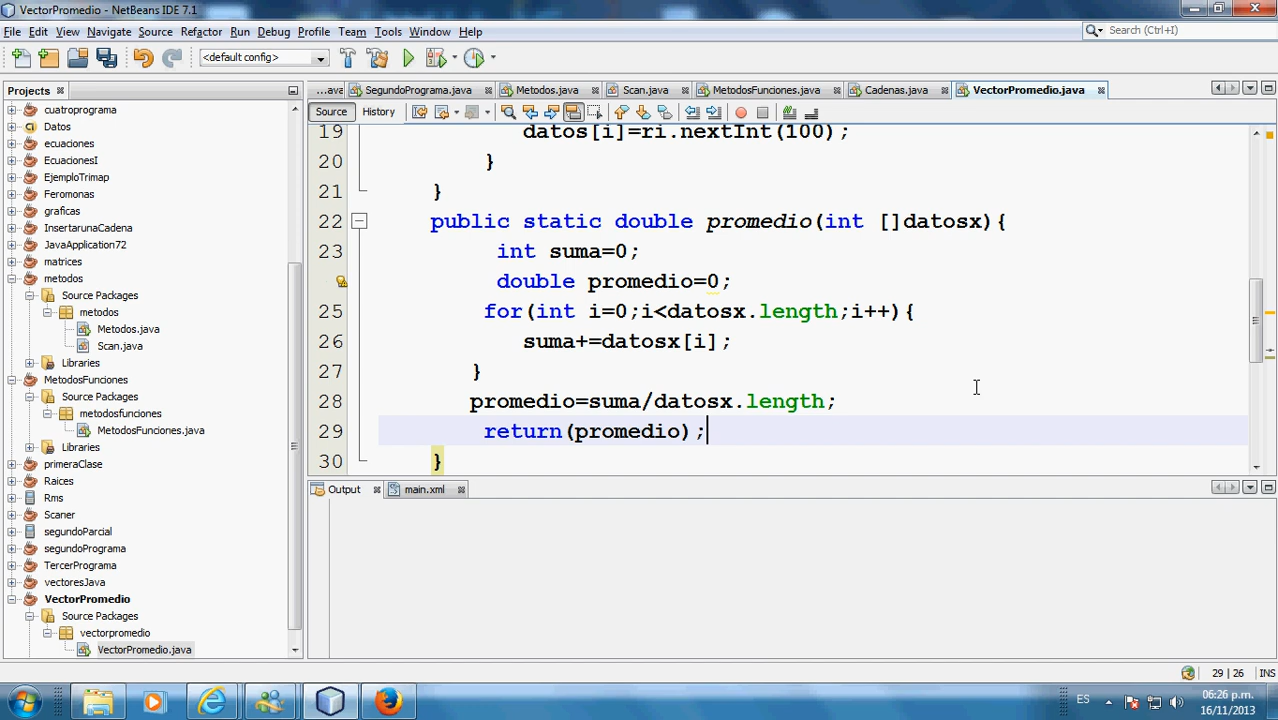 VectorPromedio - NetBeans IDE 7.1
File Edit View Navigate Source Refactor Run Debug Profile Team Tools Window Help
Search (Ctrl+I)
<default config>
Projects
...ava SegundoPrograma.java Metodos.java Scan.java MetodosFunciones.java Cadenas.java VectorPromedio.java
Source History
cuatroprograma
Datos
ecuaciones
EcuacionesI
EjemploTrimap
Feromonas
graficas
InsertarunaCadena
JavaApplication72
matrices
metodos
Source Packages
metodos
Metodos.java
Scan.java
Libraries
MetodosFunciones
Source Packages
metodosfunciones
MetodosFunciones.java
Libraries
primeraClase
Raices
Rms
Scaner
segundoParcial
segundoPrograma
TercerPrograma
vectoresJava
VectorPromedio
Source Packages
vectorpromedio
VectorPromedio.java
19 datos[i]=ri.nextInt(100);
20 }
21 }
22 public static double promedio(int []datosx){
23 int suma=0;
double promedio=0;
25 for(int i=0;i<datosx.length;i++){
26 suma+=datosx[i];
27 }
28 promedio=suma/datosx.length;
29 return(promedio);
30 }
Output main.xml
29 | 26 INS
ES
06:26 p.m.
16/11/2013